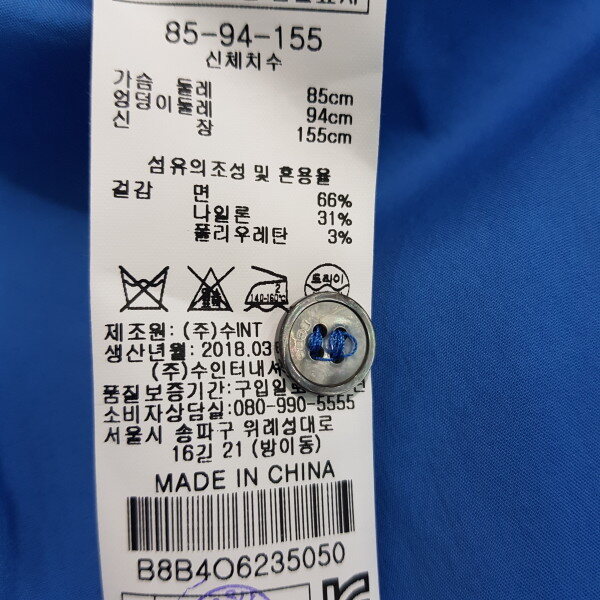 85-94-155
신체치수
가슴 둘레 85cm
엉덩이둘레 94cm
신 장 155cm
섬유의조성 및 혼용율
겉감 면 66%
나일론 31%
폴리우레탄 3%
2
140-160℃
드라이
제조원: (주)수INT
생산년월: 2018.03
(주)수인터내셔
품질보증기간: 구입일로
소비자상담실:080-990-5555
서울시 송파구 위례성대로
16길 21 (방이동)
MADE IN CHINA
B8B4O6235050